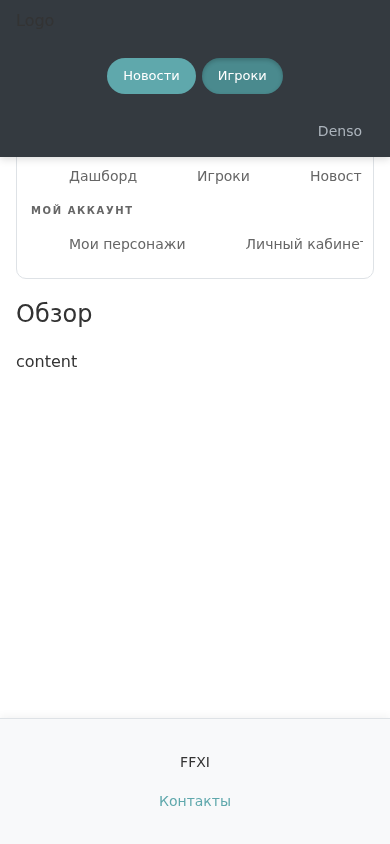 Logo
Новости Игроки
Denso
Дашборд Игроки Новост
МОЙ АККАУНТ
Мои персонажи Личный кабинет
Обзор
content
FFXI
Контакты